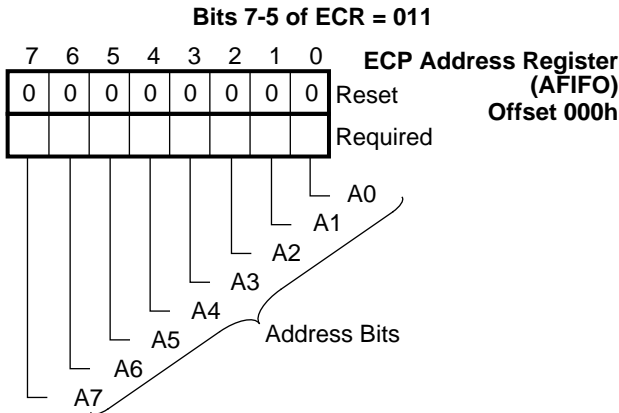 Bits 7-5 of ECR = 011
7 6 5 4 3 2 1 0
ECP Address Register
(AFIFO)
Offset 000h
0 0 0 0 0 0 0 0 Reset
Required
A0
A1
A2
A3
A4
A5
A6
A7
Address Bits